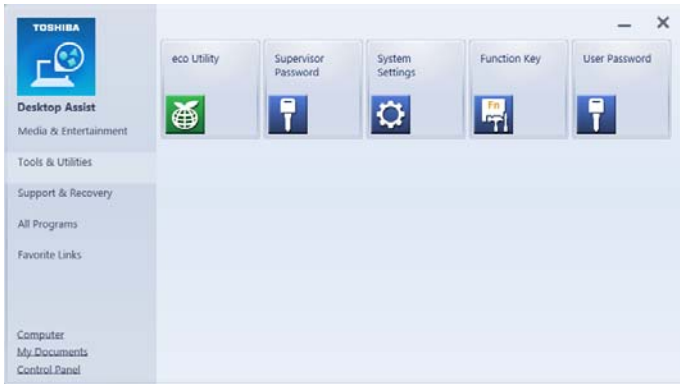 TOSHIBA
Desktop Assist
Media & Entertainment
Tools & Utilities
Support & Recovery
All Programs
Favorite Links
Computer
My Documents
Control Panel
eco Utility
Supervisor
Password
System
Settings
Function Key
Fn
User Password